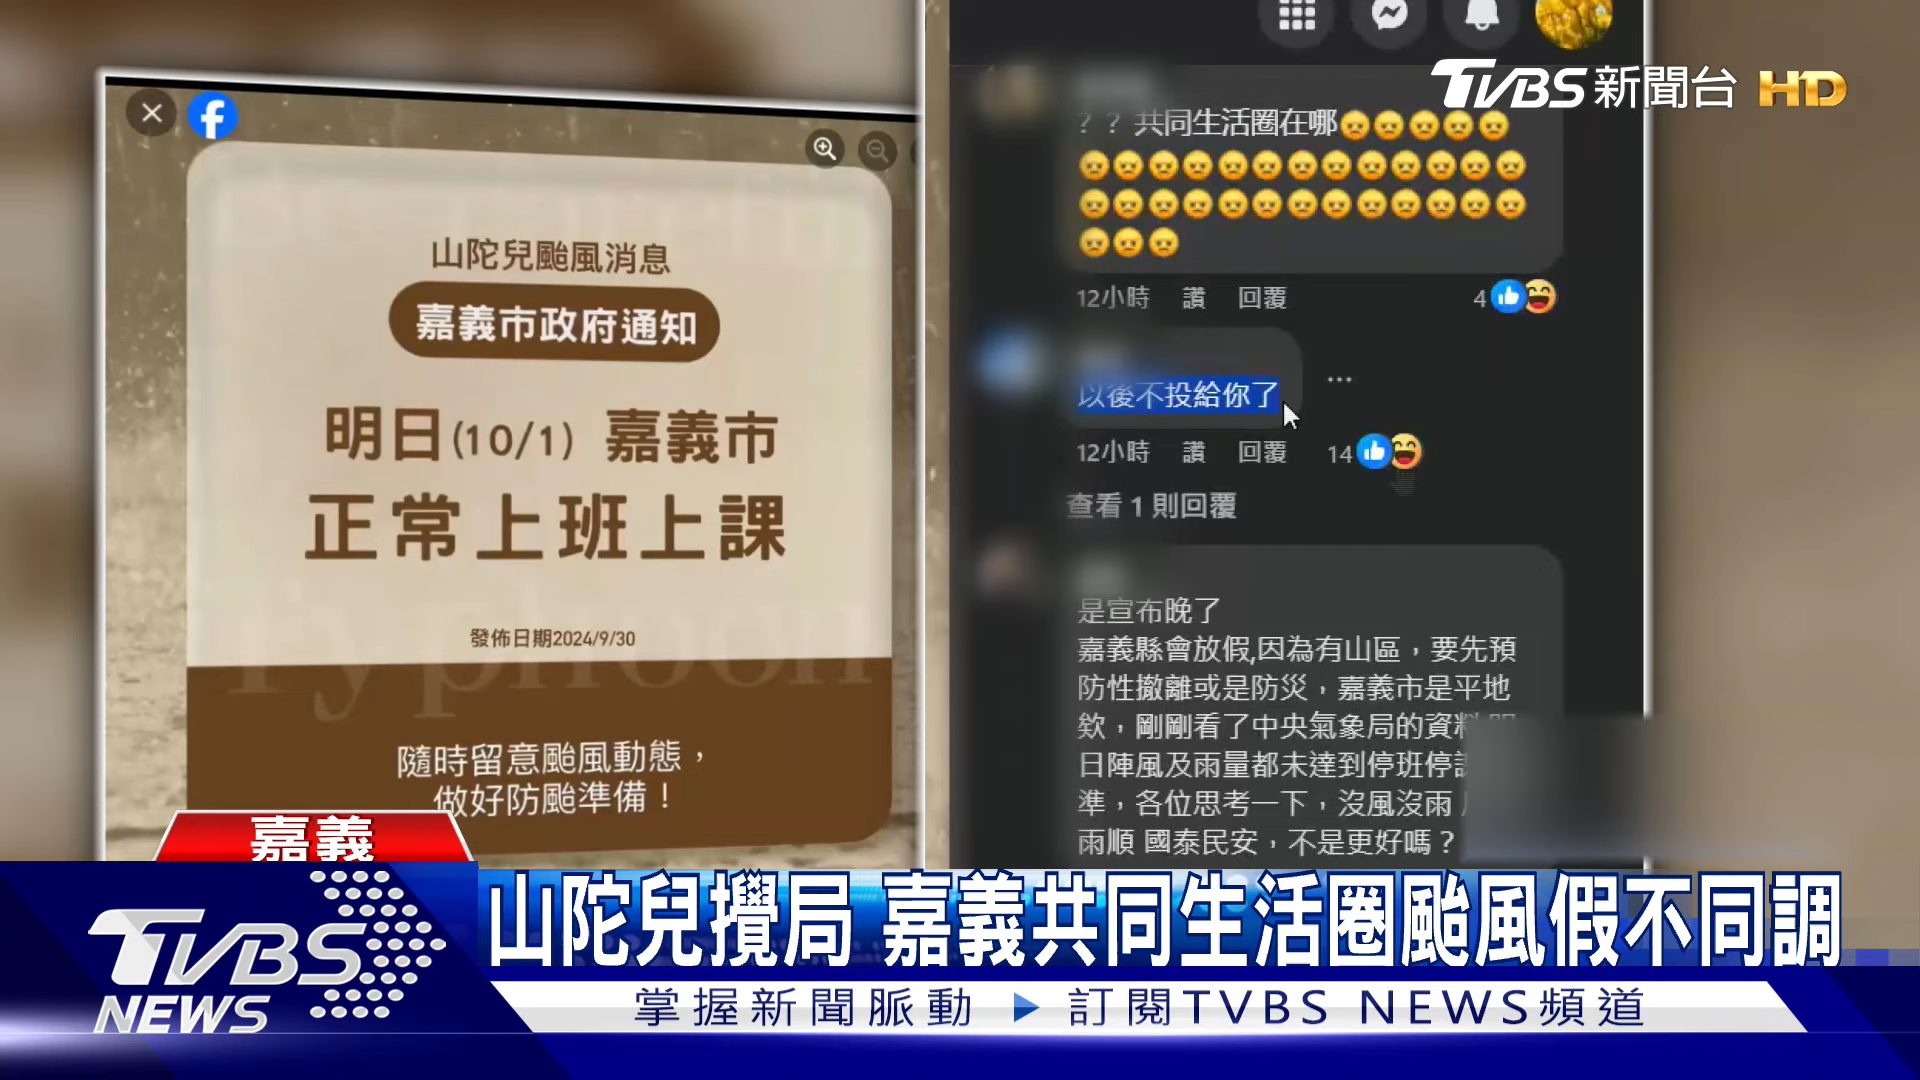 TVBS新聞台 HD
山陀兒颱風消息
嘉義市政府通知
明日(10/1) 嘉義市
正常上班上課
發佈日期2024/9/30
隨時留意颱風動態，
做好防颱準備！
？？ 共同生活圈在哪😞😞😞😞😞
😞😞😞😞😞😞😞😞😞😞😞😞😞
😞😞😞😞😞😞😞😞😞😞😞😞😞
😞😞😞
12小時 讚 回覆 4
以後不投給你了
12小時 讚 回覆 14
查看 1 則回覆
是宣布晚了
嘉義縣會放假,因為有山區，要先預
防性撤離或是防災，嘉義市是平地
欸，剛剛看了中央氣象局的資料
日陣風及雨量都未達到停班停
準，各位思考一下，沒風沒雨
雨順 國泰民安，不是更好嗎？
嘉義
山陀兒攪局 嘉義共同生活圈颱風假不同調
TVBS NEWS
掌握新聞脈動 ▶ 訂閱TVBS NEWS頻道